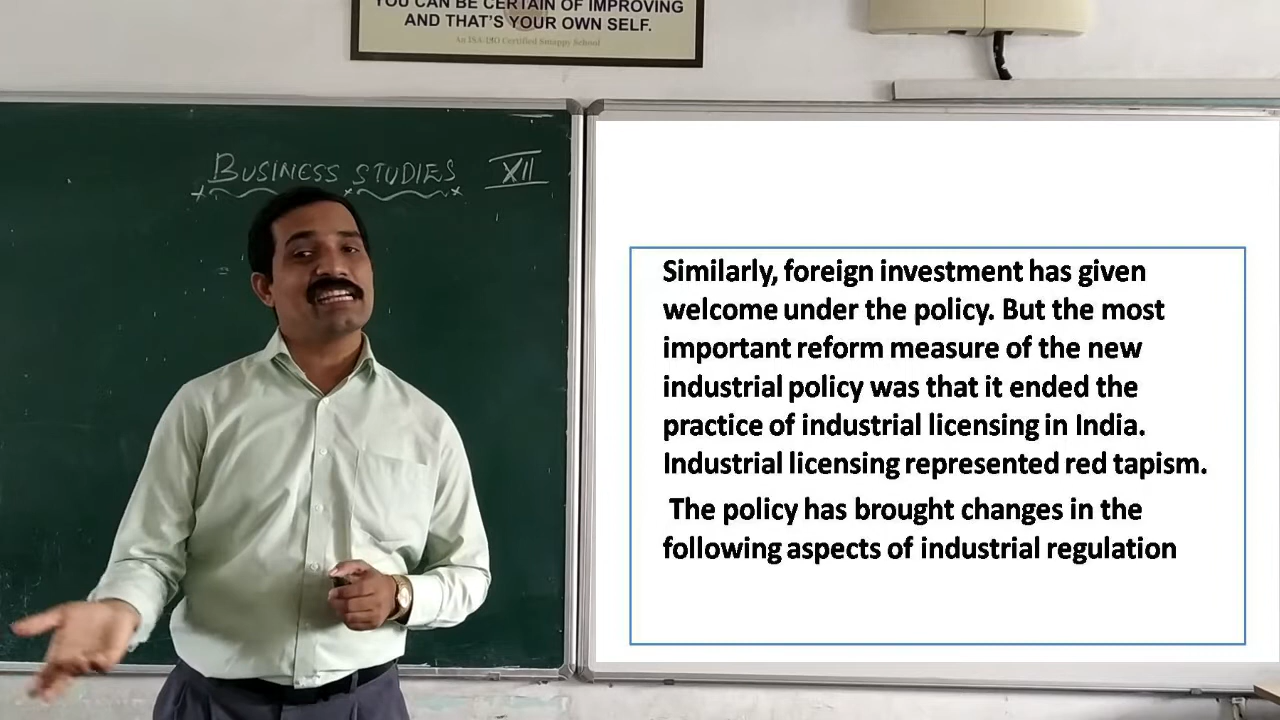 YOU CAN BE CERTAIN OF IMPROVING
AND THAT'S YOUR OWN SELF.
BUSINESS STUDIES XII
Similarly, foreign investment has given
welcome under the policy. But the most
important reform measure of the new
industrial policy was that it ended the
practice of industrial licensing in India.
Industrial licensing represented red tapism.
The policy has brought changes in the
following aspects of industrial regulation